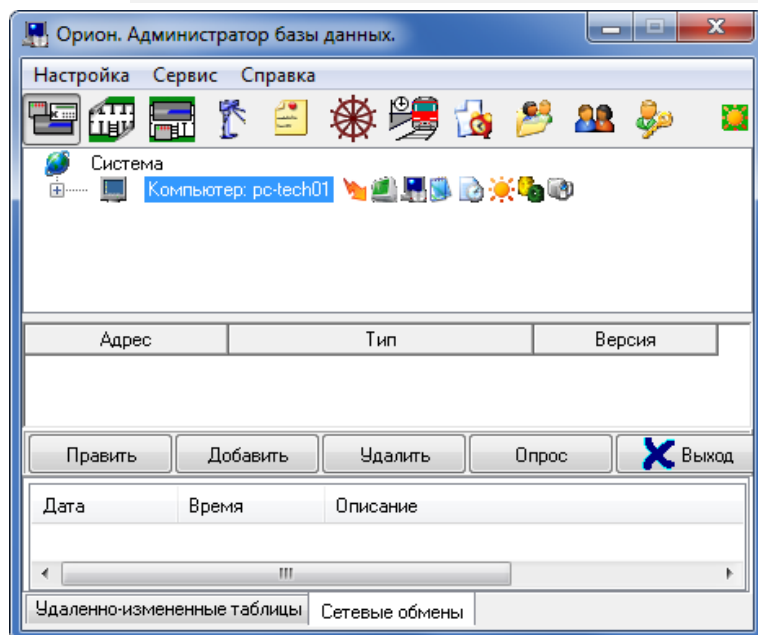 Орион. Администратор базы данных.
Настройка Сервис Справка
Система
Компьютер: pc-tech01
Адрес Тип Версия
Править Добавить Удалить Опрос Выход
Дата Время Описание
Удаленно-измененные таблицы Сетевые обмены